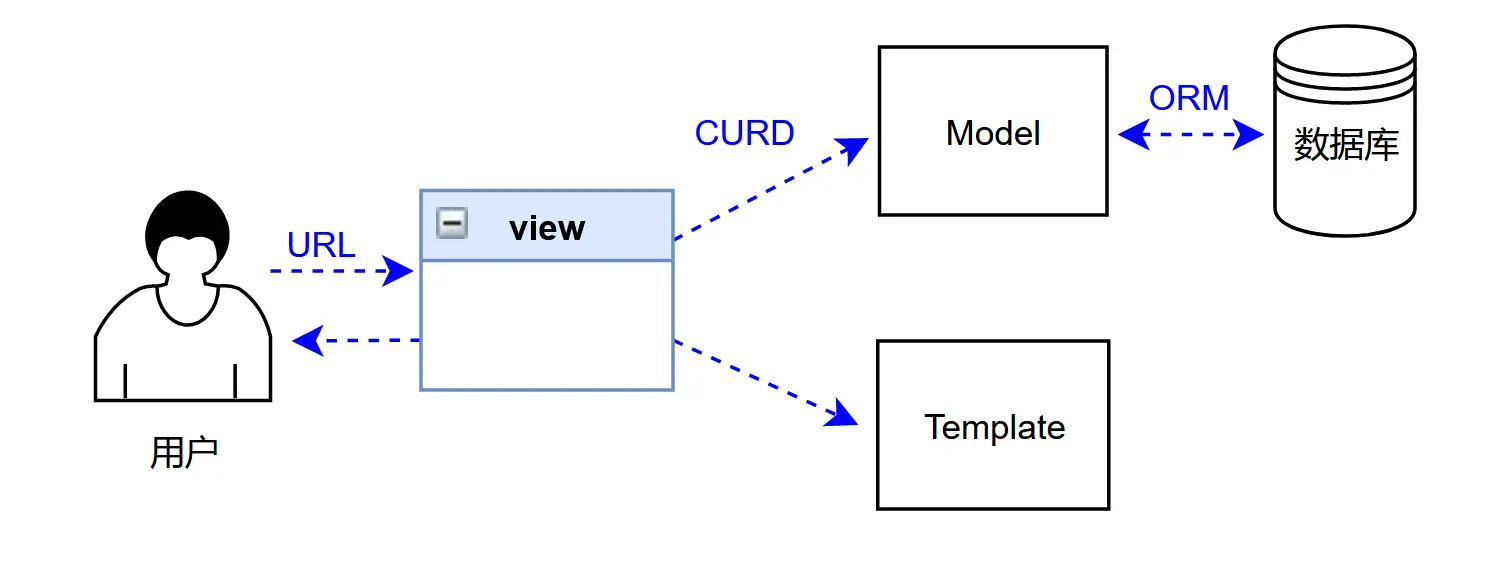 URL
用户
view
CURD
Model
ORM
数据库
Template